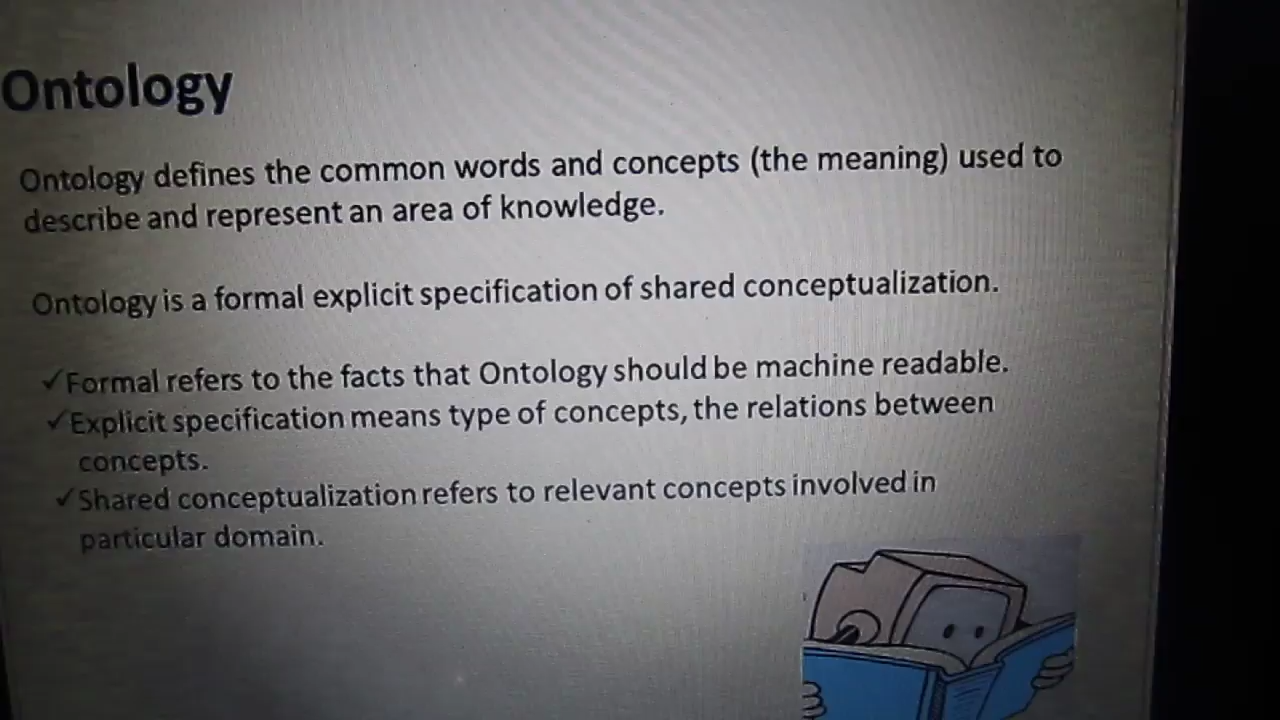 Ontology
Ontology defines the common words and concepts (the meaning) used to
describe and represent an area of knowledge.
Ontology is a formal explicit specification of shared conceptualization.
✓Formal refers to the facts that Ontology should be machine readable.
✓Explicit specification means type of concepts, the relations between
concepts.
✓Shared conceptualization refers to relevant concepts involved in
particular domain.